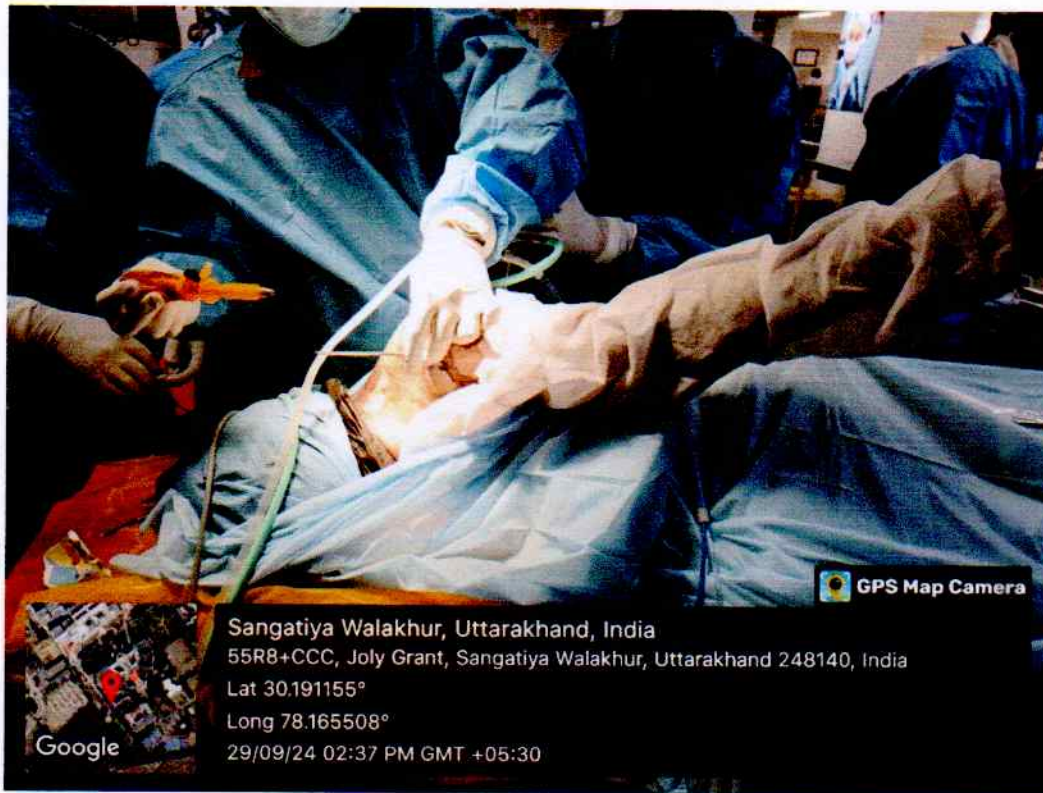 GPS Map Camera
Sangatiya Walakhur, Uttarakhand, India
55R8+CCC, Joly Grant, Sangatiya Walakhur, Uttarakhand 248140, India
Lat 30.191155°
Long 78.165508°
29/09/24 02:37 PM GMT +05:30
Google